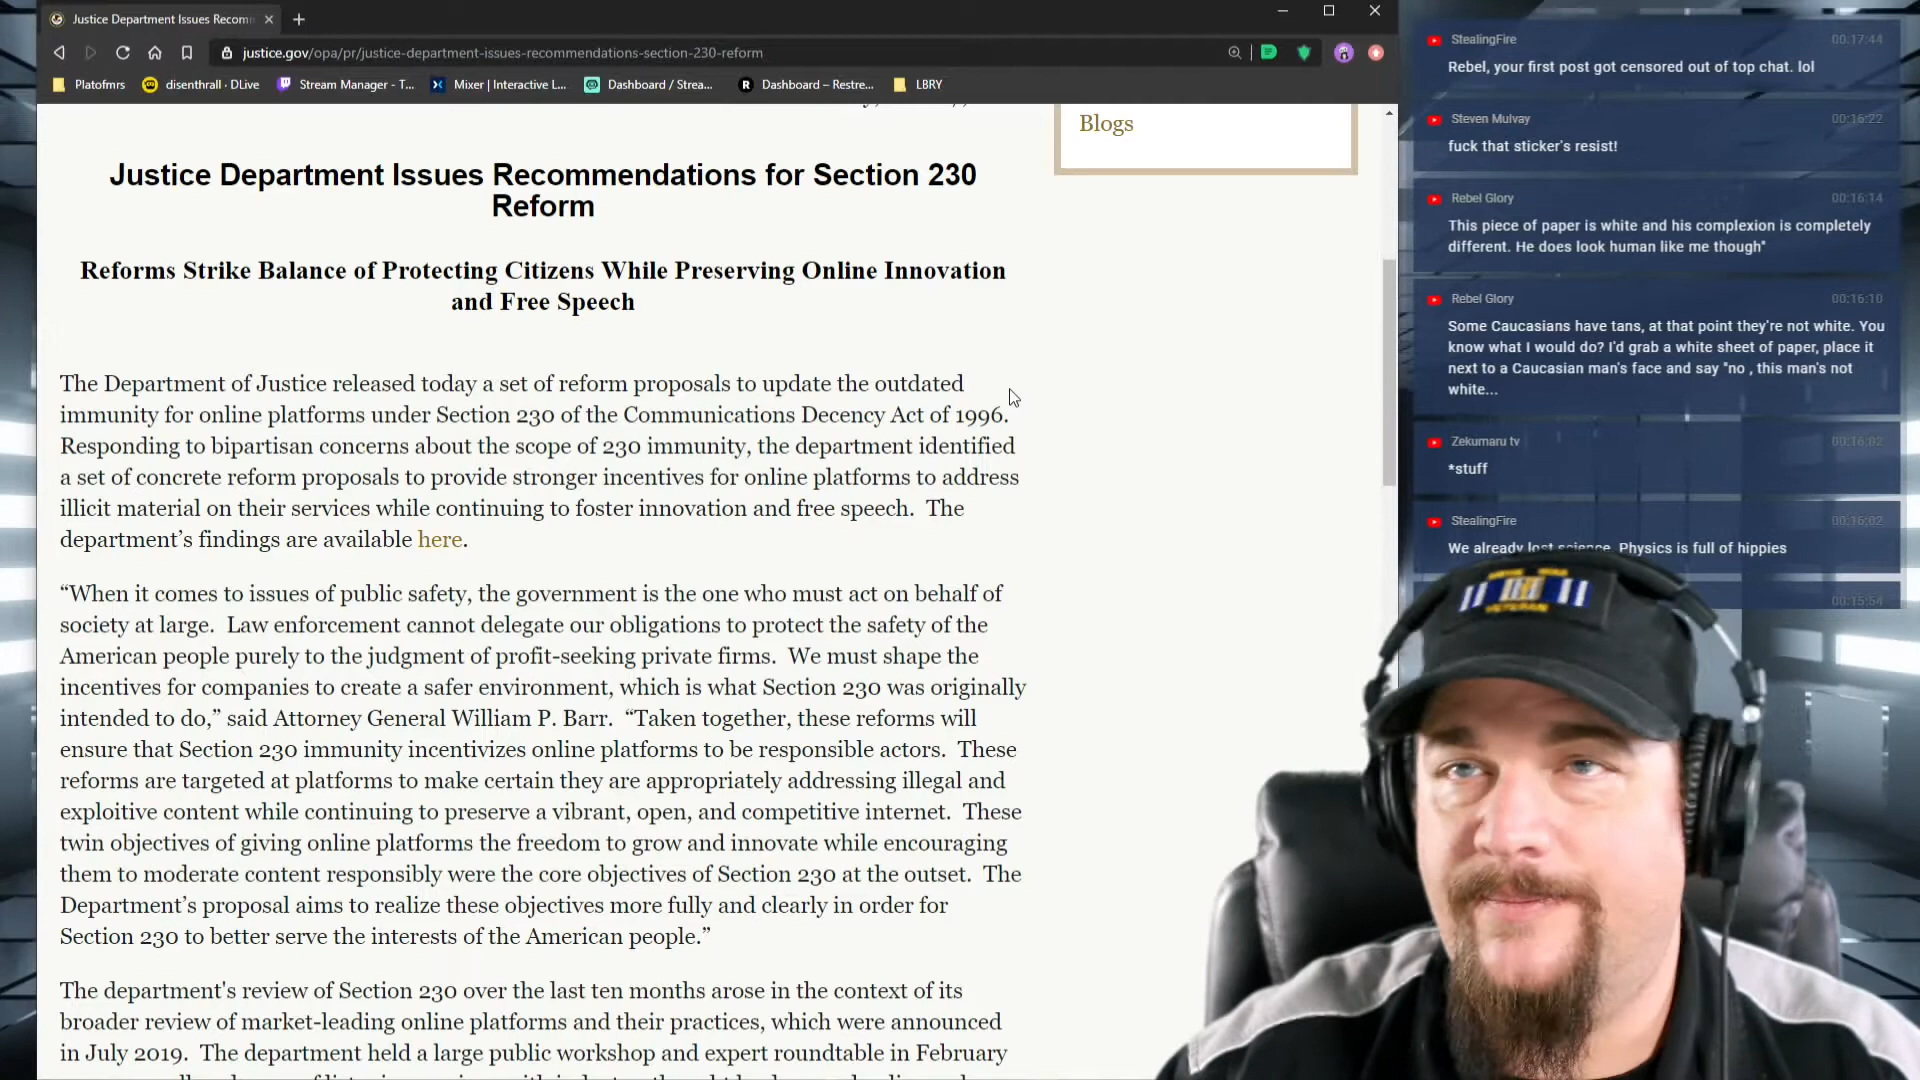 Justice Department Issues Recom
justice.gov/opa/pr/justice-department-issues-recommendations-section-230-reform
Platofmrs
disenthrall · DLive
Stream Manager - T...
Mixer | Interactive L...
Dashboard / Strea...
Dashboard – Restre...
LBRY
Blogs
Justice Department Issues Recommendations for Section 230
Reform
Reforms Strike Balance of Protecting Citizens While Preserving Online Innovation
and Free Speech
The Department of Justice released today a set of reform proposals to update the outdated
immunity for online platforms under Section 230 of the Communications Decency Act of 1996.
Responding to bipartisan concerns about the scope of 230 immunity, the department identified
a set of concrete reform proposals to provide stronger incentives for online platforms to address
illicit material on their services while continuing to foster innovation and free speech. The
department’s findings are available here.
“When it comes to issues of public safety, the government is the one who must act on behalf of
society at large. Law enforcement cannot delegate our obligations to protect the safety of the
American people purely to the judgment of profit-seeking private firms. We must shape the
incentives for companies to create a safer environment, which is what Section 230 was originally
intended to do,” said Attorney General William P. Barr. “Taken together, these reforms will
ensure that Section 230 immunity incentivizes online platforms to be responsible actors. These
reforms are targeted at platforms to make certain they are appropriately addressing illegal and
exploitive content while continuing to preserve a vibrant, open, and competitive internet. These
twin objectives of giving online platforms the freedom to grow and innovate while encouraging
them to moderate content responsibly were the core objectives of Section 230 at the outset. The
Department’s proposal aims to realize these objectives more fully and clearly in order for
Section 230 to better serve the interests of the American people.”
The department's review of Section 230 over the last ten months arose in the context of its
broader review of market-leading online platforms and their practices, which were announced
in July 2019. The department held a large public workshop and expert roundtable in February
StealingFire 00:17:44
Rebel, your first post got censored out of top chat. lol
Steven Mulvay 00:16:22
fuck that sticker's resist!
Rebel Glory 00:16:14
This piece of paper is white and his complexion is completely
different. He does look human like me though"
Rebel Glory 00:16:10
Some Caucasians have tans, at that point they're not white. You
know what I would do? I'd grab a white sheet of paper, place it
next to a Caucasian man's face and say "no , this man's not
white...
Zekumaru tv 00:16:02
*stuff
StealingFire 00:16:02
We already lost science. Physics is full of hippies
00:15:54
VETERAN